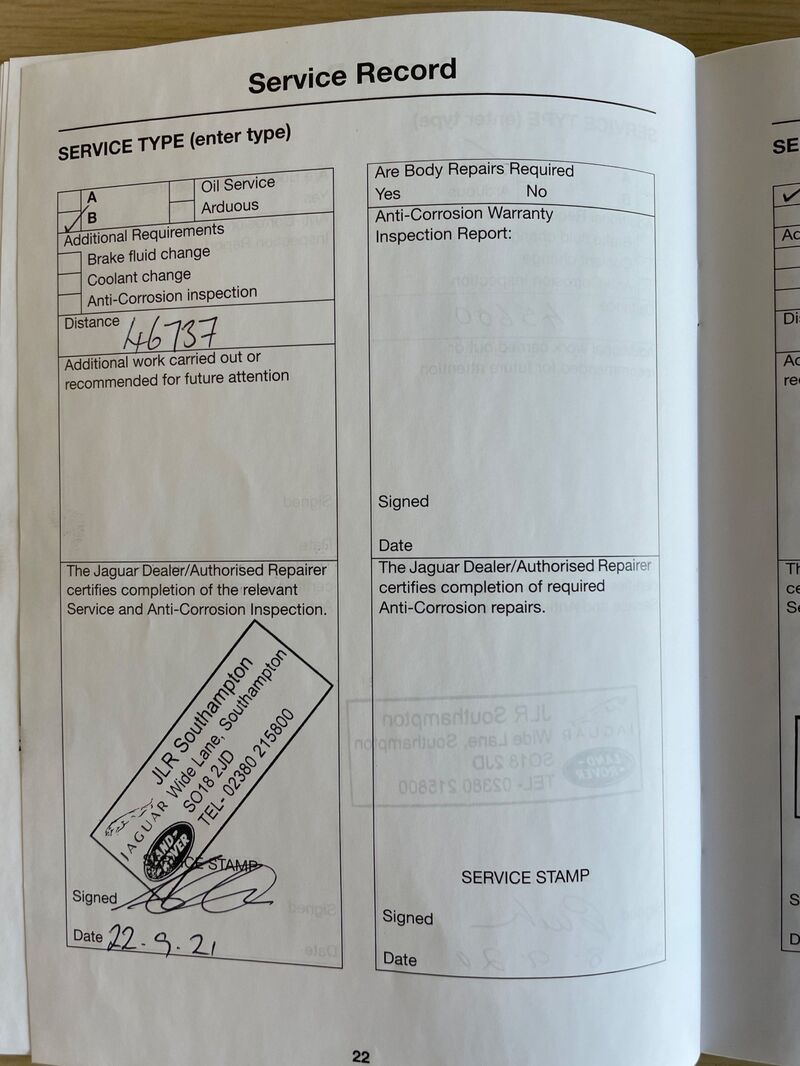 Service Record
SERVICE TYPE (enter type)
A
B
Oil Service
Arduous
Additional Requirements
Brake fluid change
Coolant change
Anti-Corrosion inspection
Distance 46737
Additional work carried out or
recommended for future attention
The Jaguar Dealer/Authorised Repairer
certifies completion of the relevant
Service and Anti-Corrosion Inspection.
JLR Southampton
JAGUAR Wide Lane, Southampton
SO18 2JD
LAND-ROVER TEL- 02380 215800
SERVICE STAMP
Signed
Date 22.9.21
Are Body Repairs Required
Yes No
Anti-Corrosion Warranty
Inspection Report:
Signed
Date
The Jaguar Dealer/Authorised Repairer
certifies completion of required
Anti-Corrosion repairs.
SERVICE STAMP
Signed
Date
22
SE